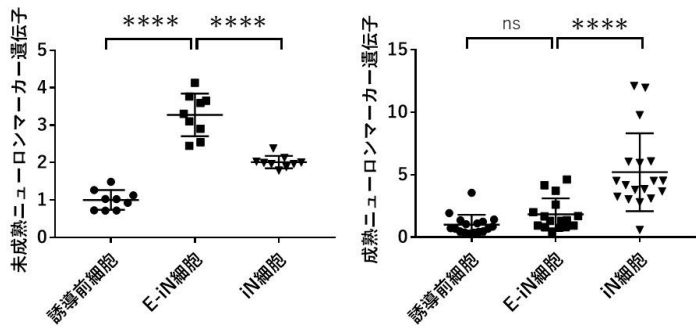 **** ****
未成熟ニューロンマーカー遺伝子
5
4
3
2
1
0
誘導前細胞
E-iN細胞
iN細胞
ns ****
成熟ニューロンマーカー遺伝子
15
10
5
0
誘導前細胞
E-iN細胞
iN細胞